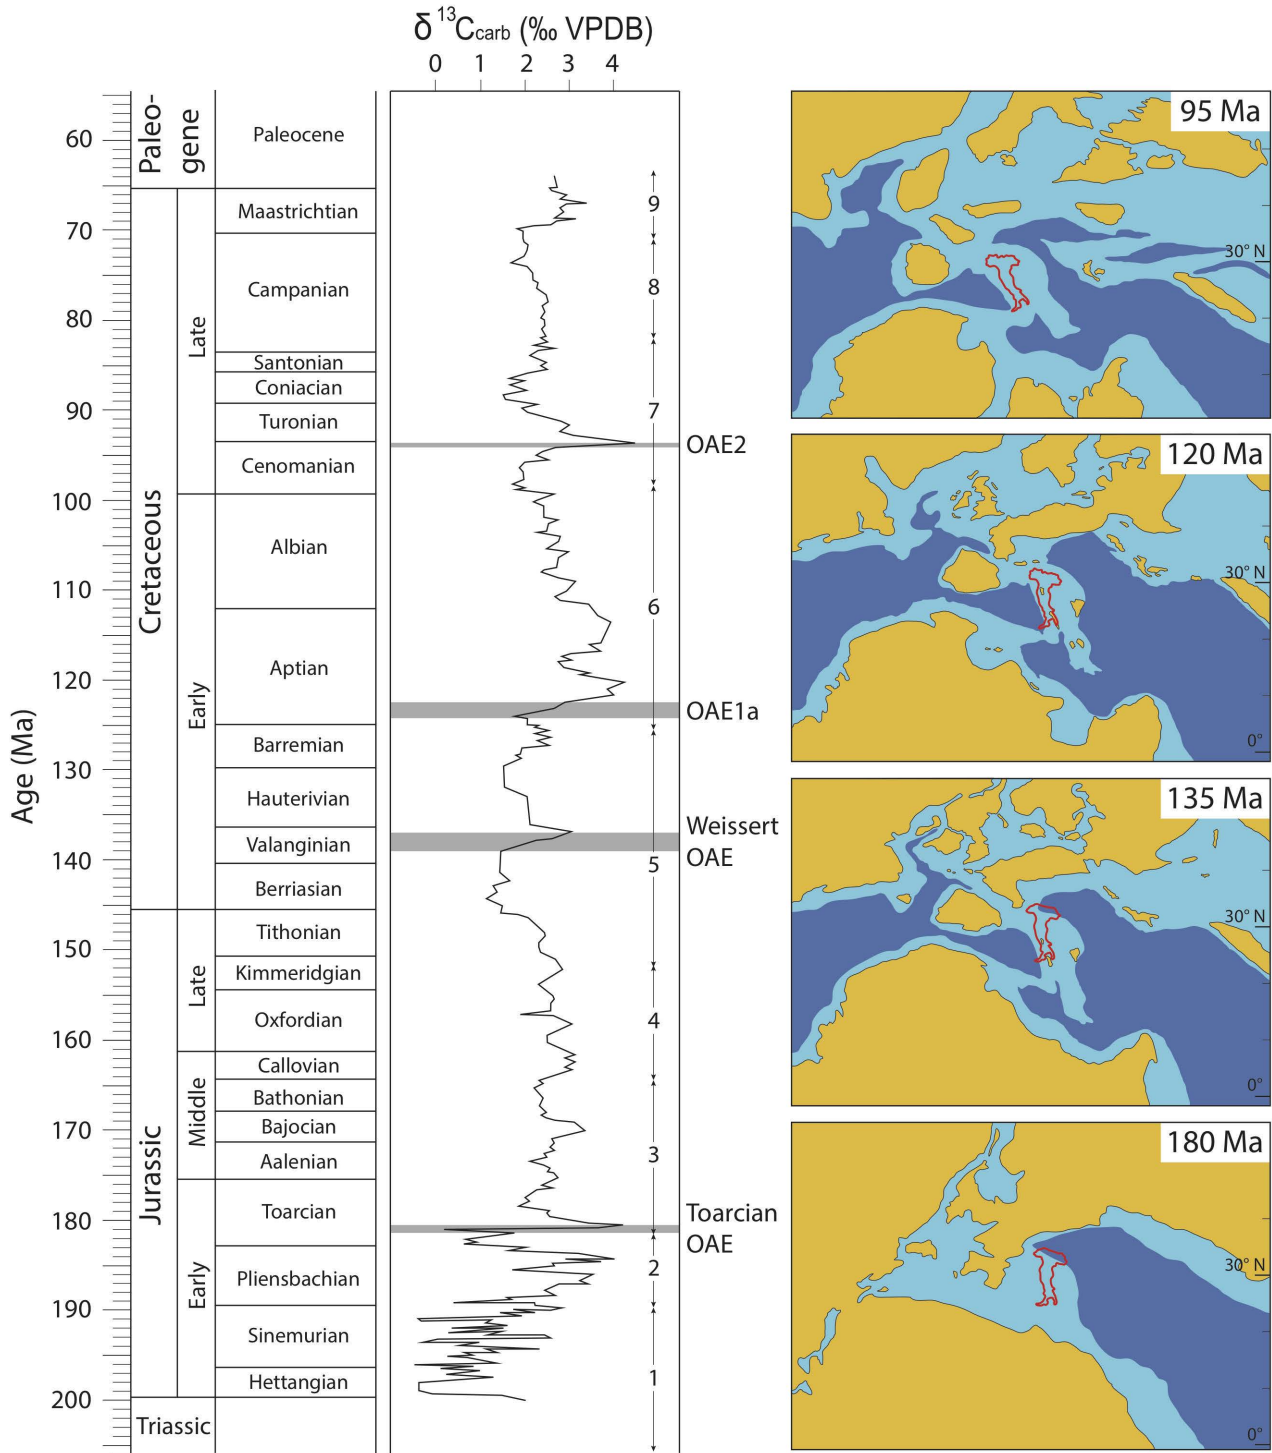 δ 13Ccarb (‰ VPDB)
0 1 2 3 4
Age (Ma)
60
70
80
90
100
110
120
130
140
150
160
170
180
190
200
Paleo-
gene
Cretaceous
Jurassic
Triassic
Late
Early
Late
Middle
Early
Paleocene
Maastrichtian
Campanian
Santonian
Coniacian
Turonian
Cenomanian
Albian
Aptian
Barremian
Hauterivian
Valanginian
Berriasian
Tithonian
Kimmeridgian
Oxfordian
Callovian
Bathonian
Bajocian
Aalenian
Toarcian
Pliensbachian
Sinemurian
Hettangian
9
8
7
6
5
4
3
2
1
OAE2
OAE1a
Weissert
OAE
Toarcian
OAE
95 Ma
30° N
120 Ma
30° N
0°
135 Ma
30° N
0°
180 Ma
30° N
0°